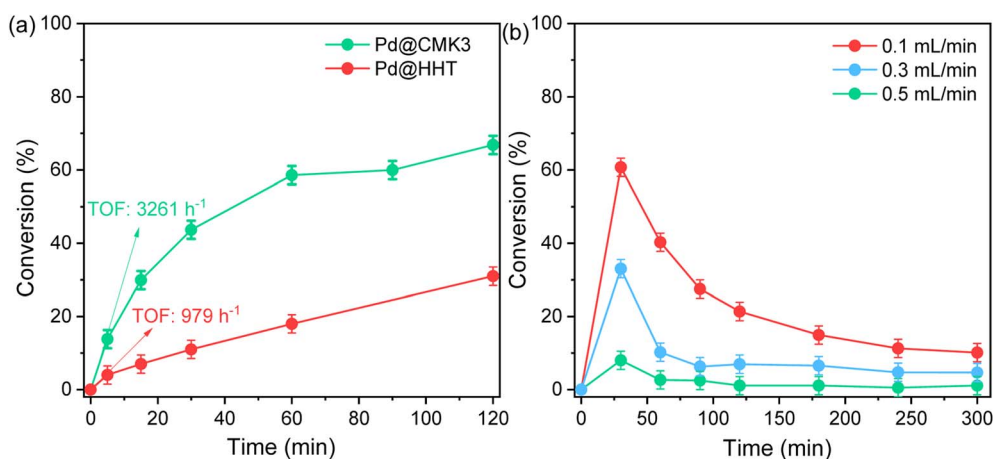 (a)
Pd@CMK3
Pd@HHT
TOF: 3261 h⁻¹
TOF: 979 h⁻¹
Conversion (%)
100
80
60
40
20
0
0 20 40 60 80 100 120
Time (min)
(b)
0.1 mL/min
0.3 mL/min
0.5 mL/min
Conversion (%)
100
80
60
40
20
0
0 50 100 150 200 250 300
Time (min)